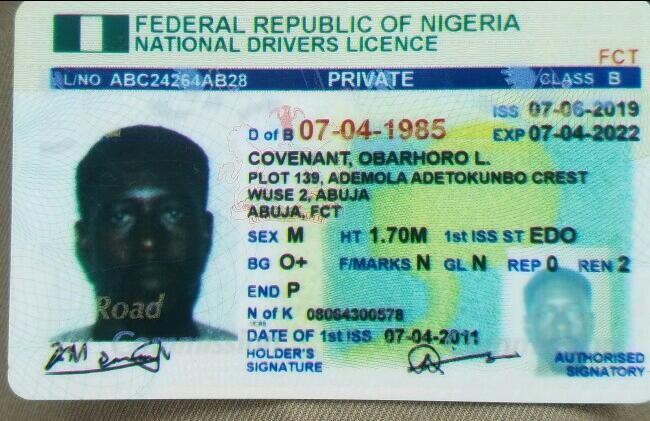 FEDERAL REPUBLIC OF NIGERIA
NATIONAL DRIVERS LICENCE
FCT
L/NO ABC24264AB28 PRIVATE CLASS B
ISS 07-06-2019
D of B 07-04-1985 EXP 07-04-2022
COVENANT, OBARHORO L.
PLOT 139, ADEMOLA ADETOKUNBO CREST
WUSE 2, ABUJA
ABUJA, FCT
SEX M HT 1.70M 1st ISS ST EDO
BG O+ F/MARKS N GL N REP 0 REN 2
END P
Road
N of K 08064300578
DATE OF 1st ISS 07-04-2011
HOLDER'S
SIGNATURE
AUTHORISED
SIGNATORY